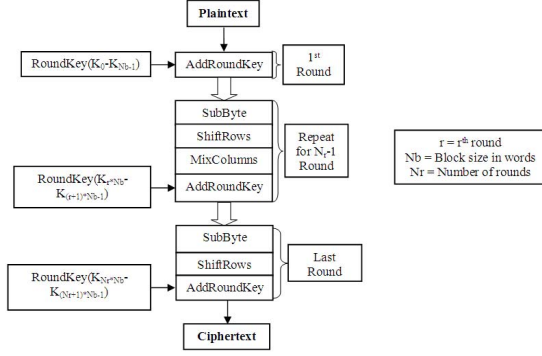 Plaintext
RoundKey(K₀-K_Nb-1)
AddRoundKey
1st
Round
SubByte
ShiftRows
MixColumns
AddRoundKey
Repeat
for Nr-1
Round
RoundKey(Kr*Nb-
K(r+1)*Nb-1)
r = rth round
Nb = Block size in words
Nr = Number of rounds
SubByte
ShiftRows
AddRoundKey
Last
Round
RoundKey(KNr*Nb-
K(Nr+1)*Nb-1)
Ciphertext